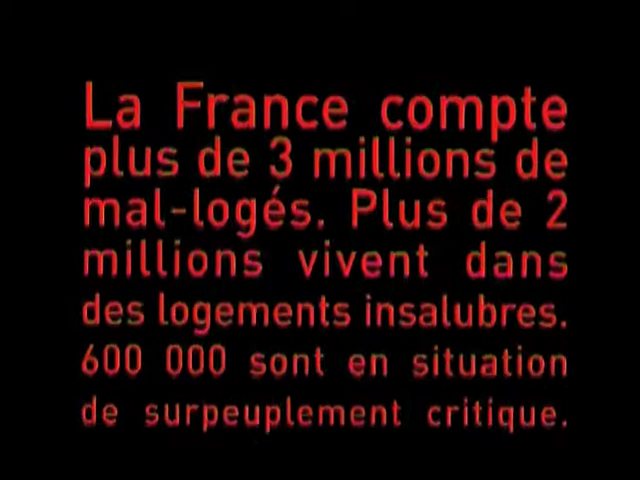 La France compte
plus de 3 millions de
mal-logés. Plus de 2
millions vivent dans
des logements insalubres.
600 000 sont en situation
de surpeuplement critique.